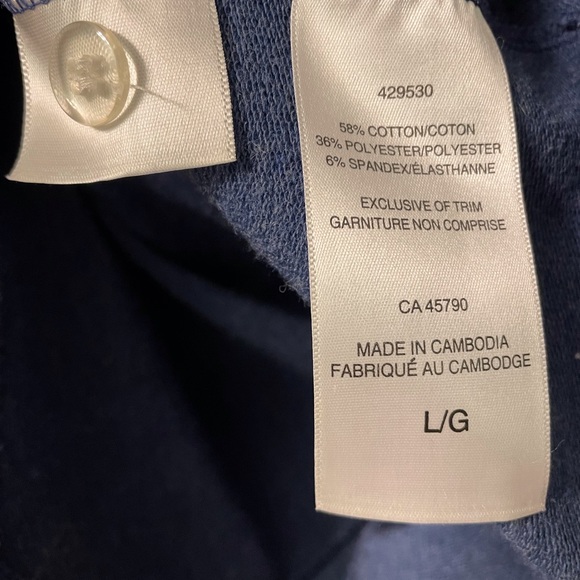 429530
58% COTTON/COTON
36% POLYESTER/POLYESTER
6% SPANDEX/ÉLASTHANNE
EXCLUSIVE OF TRIM
GARNITURE NON COMPRISE
CA 45790
MADE IN CAMBODIA
FABRIQUÉ AU CAMBODGE
L/G